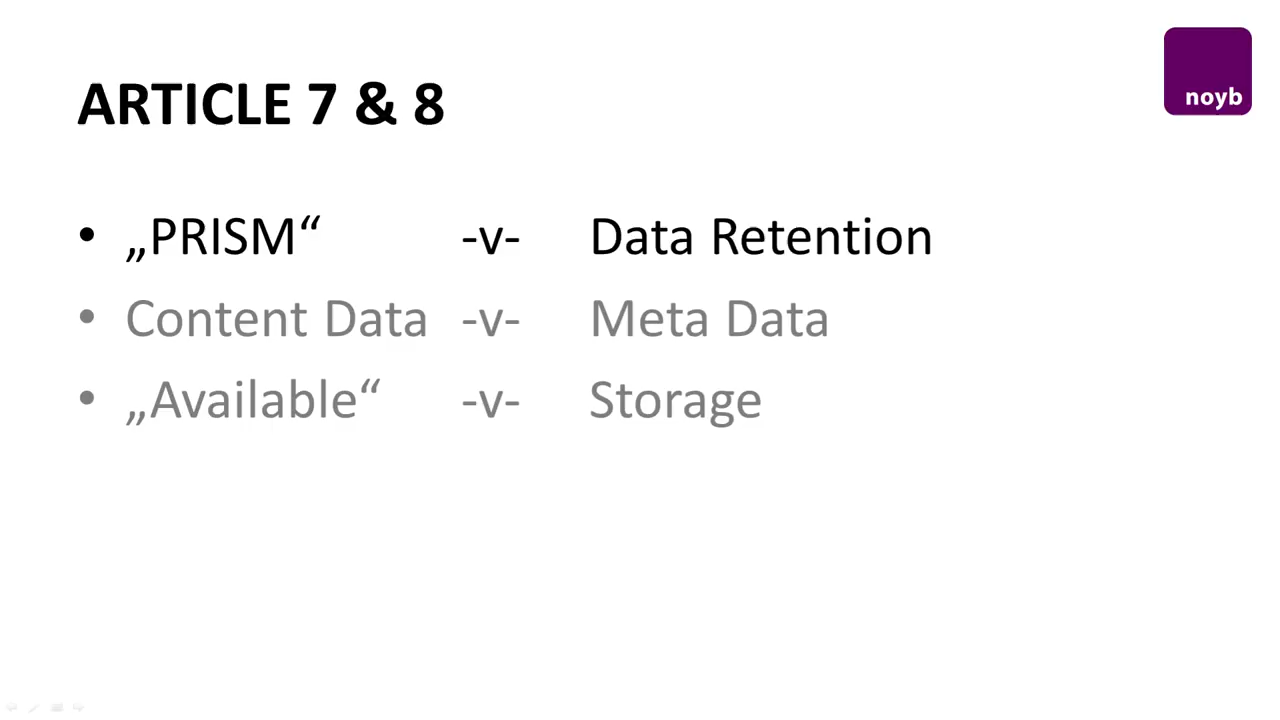 ARTICLE 7 & 8
noyb
• „PRISM“ -v- Data Retention
• Content Data -v- Meta Data
• „Available“ -v- Storage